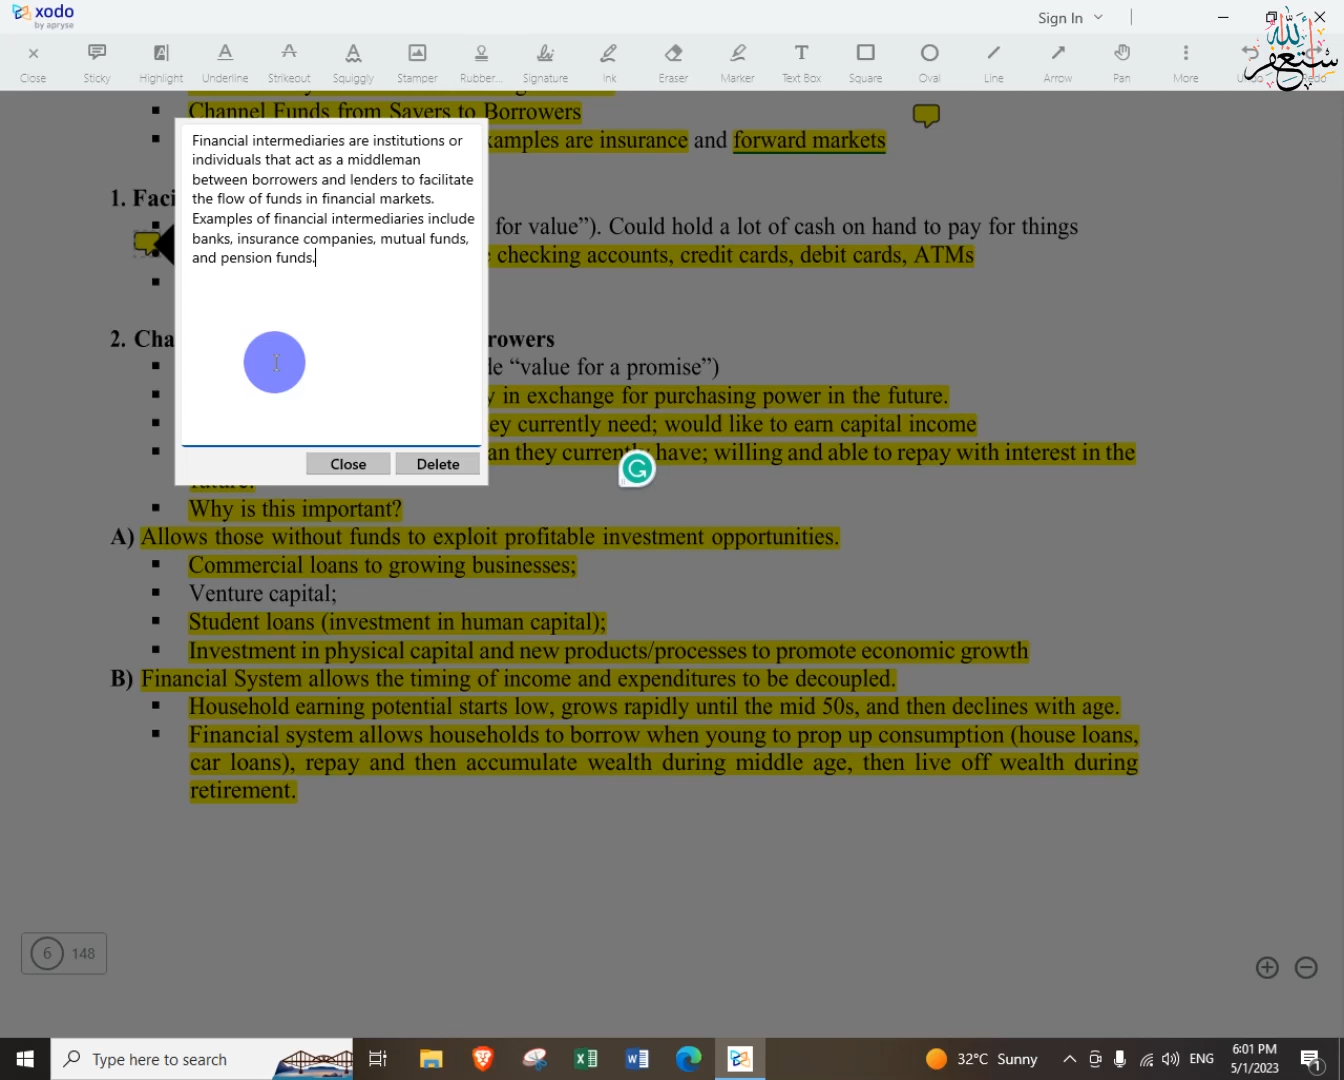 xodo
by apryse
Sign In
Close
Sticky
Highlight
Underline
Strikeout
Squiggly
Stamper
Rubber...
Signature
Ink
Eraser
Marker
Text Box
Square
Oval
Line
Arrow
Pan
More
Channel Funds from Savers to Borrowers
examples are insurance and forward markets
Financial intermediaries are institutions or
individuals that act as a middleman
between borrowers and lenders to facilitate
the flow of funds in financial markets.
Examples of financial intermediaries include
banks, insurance companies, mutual funds,
and pension funds.
Close
Delete
1. Faci
for value”). Could hold a lot of cash on hand to pay for things
checking accounts, credit cards, debit cards, ATMs
2. Cha rowers
“value for a promise”)
in exchange for purchasing power in the future.
ey currently need; would like to earn capital income
an they currently have; willing and able to repay with interest in the
future.
Why is this important?
A) Allows those without funds to exploit profitable investment opportunities.
Commercial loans to growing businesses;
Venture capital;
Student loans (investment in human capital);
Investment in physical capital and new products/processes to promote economic growth
B) Financial System allows the timing of income and expenditures to be decoupled.
Household earning potential starts low, grows rapidly until the mid 50s, and then declines with age.
Financial system allows households to borrow when young to prop up consumption (house loans,
car loans), repay and then accumulate wealth during middle age, then live off wealth during
retirement.
6 148
Type here to search
32°C Sunny
ENG
6:01 PM
5/1/2023
1